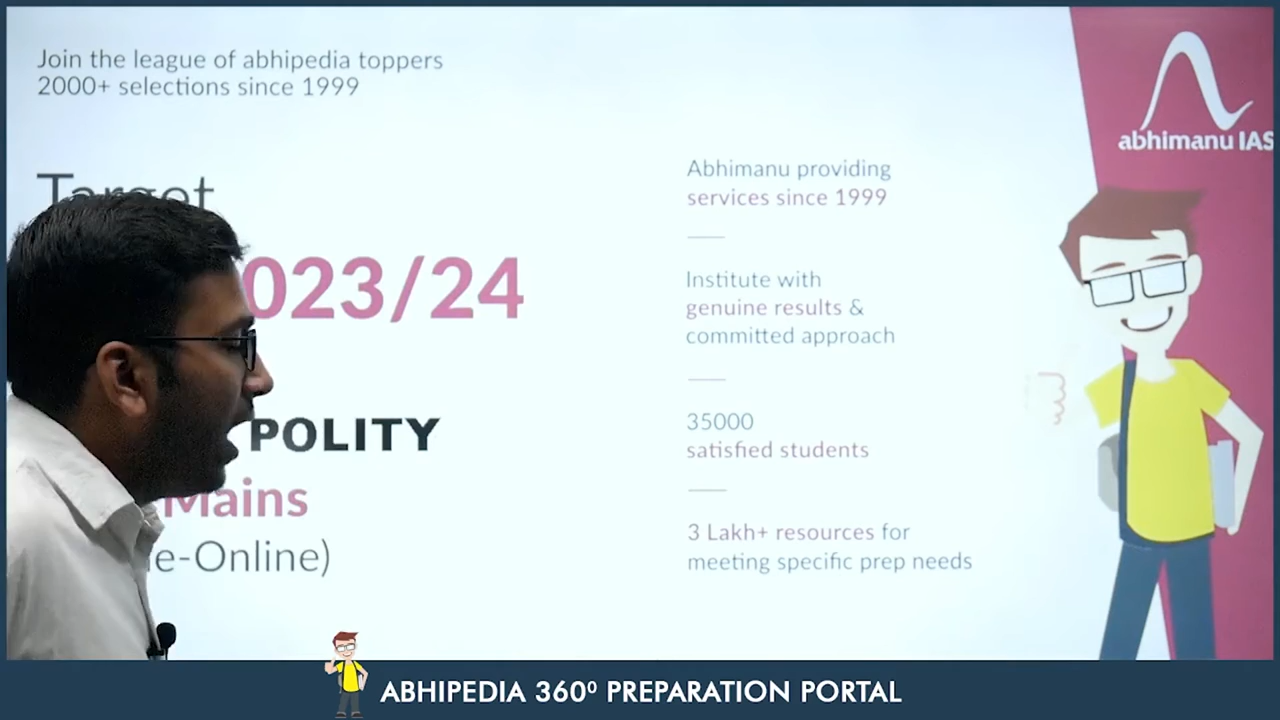 Join the league of abhipedia toppers
2000+ selections since 1999
Target
023/24
POLITY
Mains
e-Online)
Abhimanu providing
services since 1999
Institute with
genuine results &
committed approach
35000
satisfied students
3 Lakh+ resources for
meeting specific prep needs
abhimanu IAS
ABHIPEDIA 360⁰ PREPARATION PORTAL